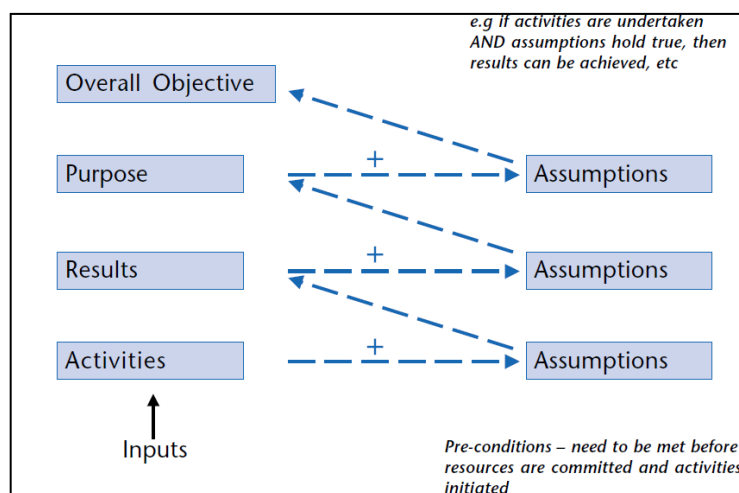 e.g if activities are undertaken
AND assumptions hold true, then
results can be achieved, etc
Overall Objective
+
Purpose
Assumptions
+
Results
Assumptions
+
Activities
Assumptions
Inputs
Pre-conditions – need to be met before
resources are committed and activities
initiated